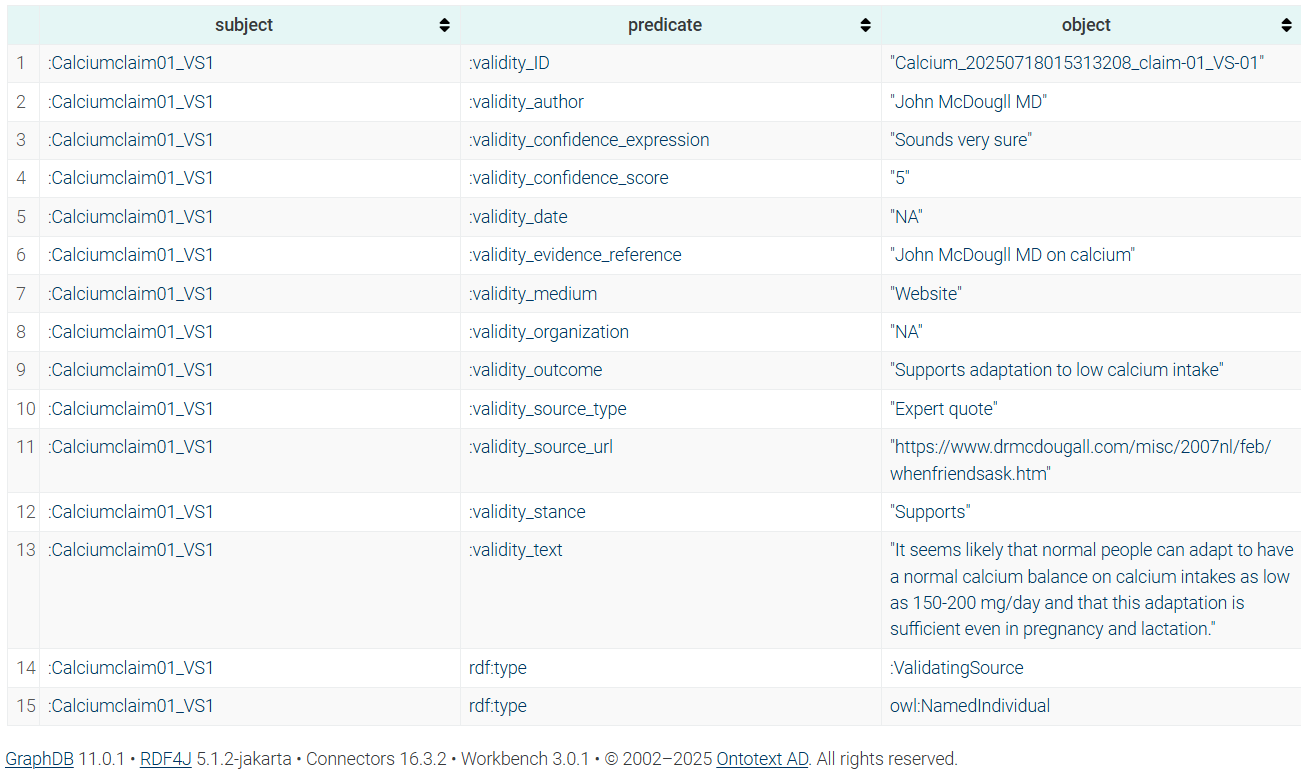 subject predicate object
1 :Calciumclaim01_VS1 :validity_ID "Calcium_20250718015313208_claim-01_VS-01"
2 :Calciumclaim01_VS1 :validity_author "John McDougll MD"
3 :Calciumclaim01_VS1 :validity_confidence_expression "Sounds very sure"
4 :Calciumclaim01_VS1 :validity_confidence_score "5"
5 :Calciumclaim01_VS1 :validity_date "NA"
6 :Calciumclaim01_VS1 :validity_evidence_reference "John McDougll MD on calcium"
7 :Calciumclaim01_VS1 :validity_medium "Website"
8 :Calciumclaim01_VS1 :validity_organization "NA"
9 :Calciumclaim01_VS1 :validity_outcome "Supports adaptation to low calcium intake"
10 :Calciumclaim01_VS1 :validity_source_type "Expert quote"
11 :Calciumclaim01_VS1 :validity_source_url "https://www.drmcdougall.com/misc/2007nl/feb/
whenfriendsask.htm"
12 :Calciumclaim01_VS1 :validity_stance "Supports"
13 :Calciumclaim01_VS1 :validity_text "It seems likely that normal people can adapt to have
a normal calcium balance on calcium intakes as low
as 150-200 mg/day and that this adaptation is
sufficient even in pregnancy and lactation."
14 :Calciumclaim01_VS1 rdf:type :ValidatingSource
15 :Calciumclaim01_VS1 rdf:type owl:NamedIndividual
GraphDB 11.0.1 • RDF4J 5.1.2-jakarta • Connectors 16.3.2 • Workbench 3.0.1 • © 2002–2025 Ontotext AD. All rights reserved.